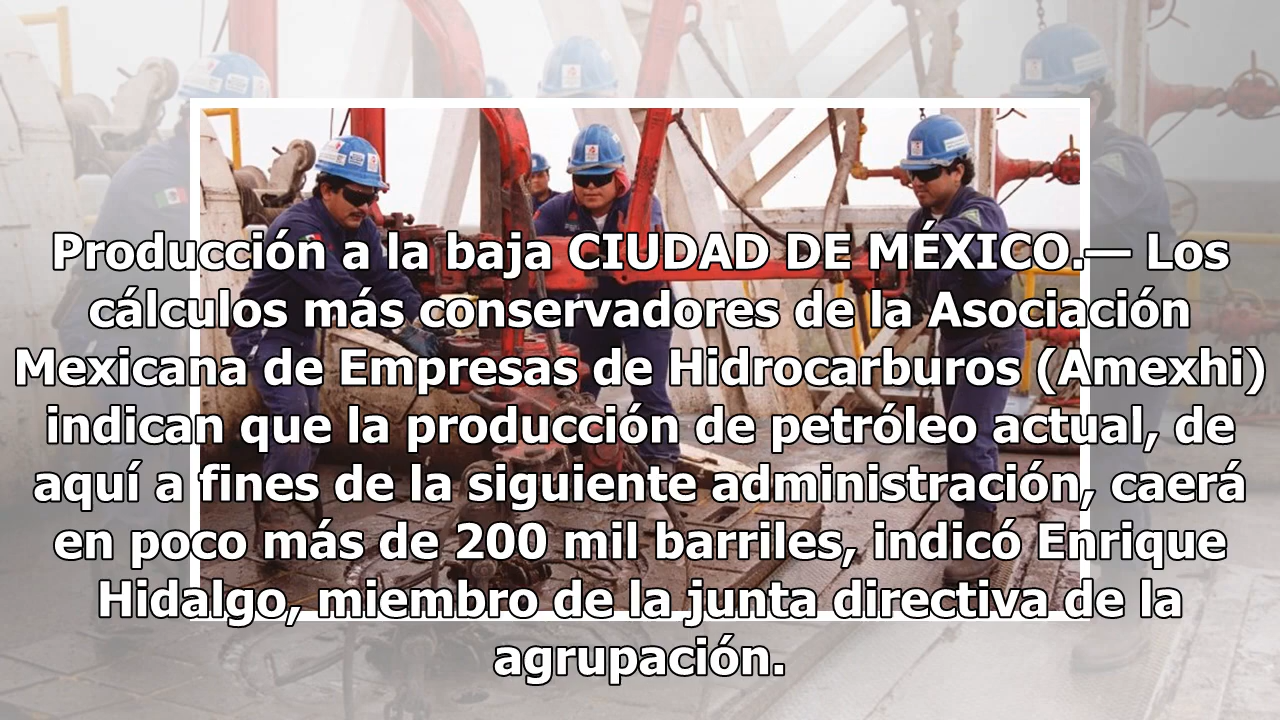 Producción a la baja CIUDAD DE MÉXICO.— Los
cálculos más conservadores de la Asociación
Mexicana de Empresas de Hidrocarburos (Amexhi)
indican que la producción de petróleo actual, de
aquí a fines de la siguiente administración, caerá
en poco más de 200 mil barriles, indicó Enrique
Hidalgo, miembro de la junta directiva de la
agrupación.